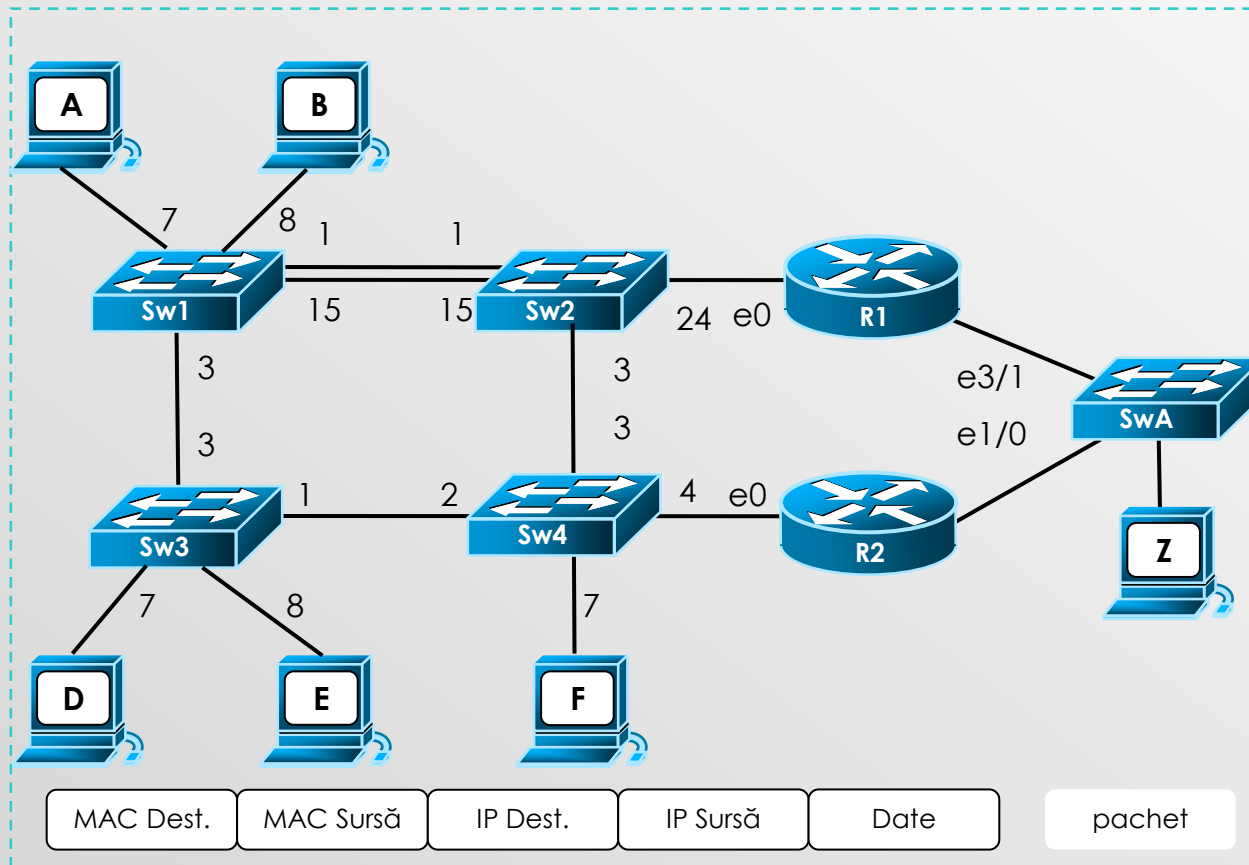 A B
7 8 1 1
Sw1 15 15 Sw2 24 e0 R1
3 3 e3/1
SwA
3 3 e1/0
1 2 4 e0
Sw3 Sw4 R2 Z
7 8 7
D E F
MAC Dest. MAC Sursă IP Dest. IP Sursă Date pachet